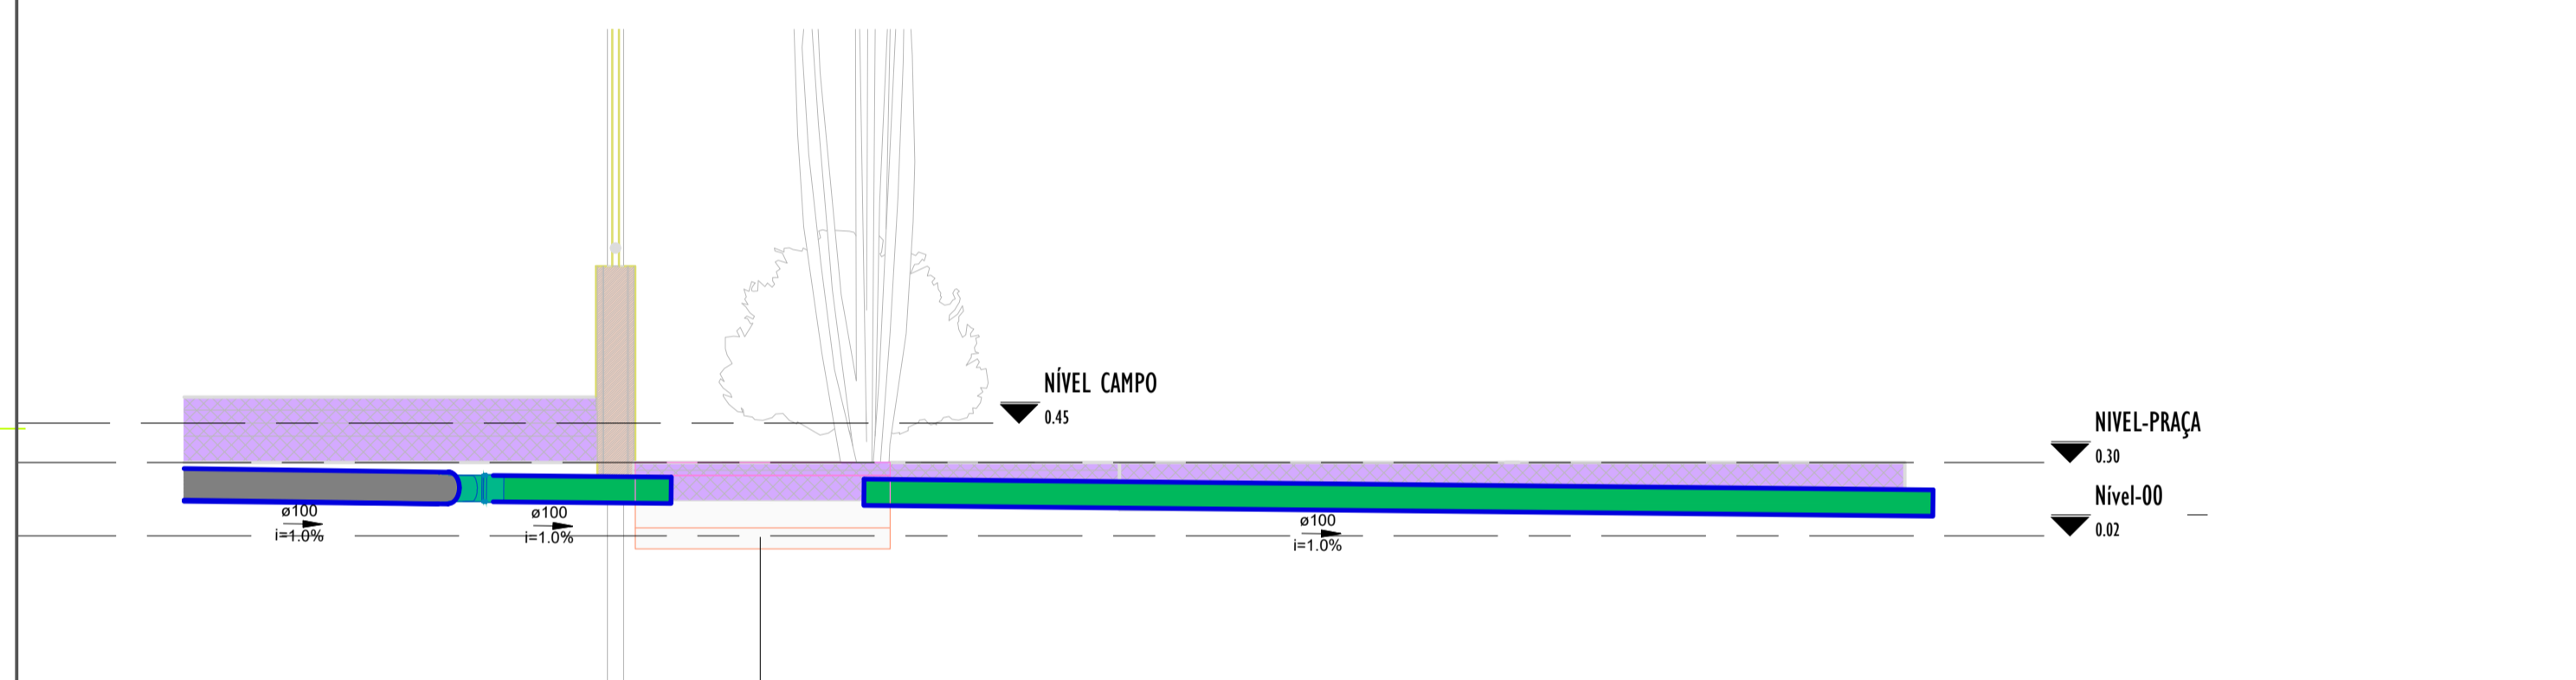 NÍVEL CAMPO
0.45
NIVEL-PRAÇA
0.30
Nível-00
0.02
ø100
i=1.0%
ø100
i=1.0%
ø100
i=1.0%